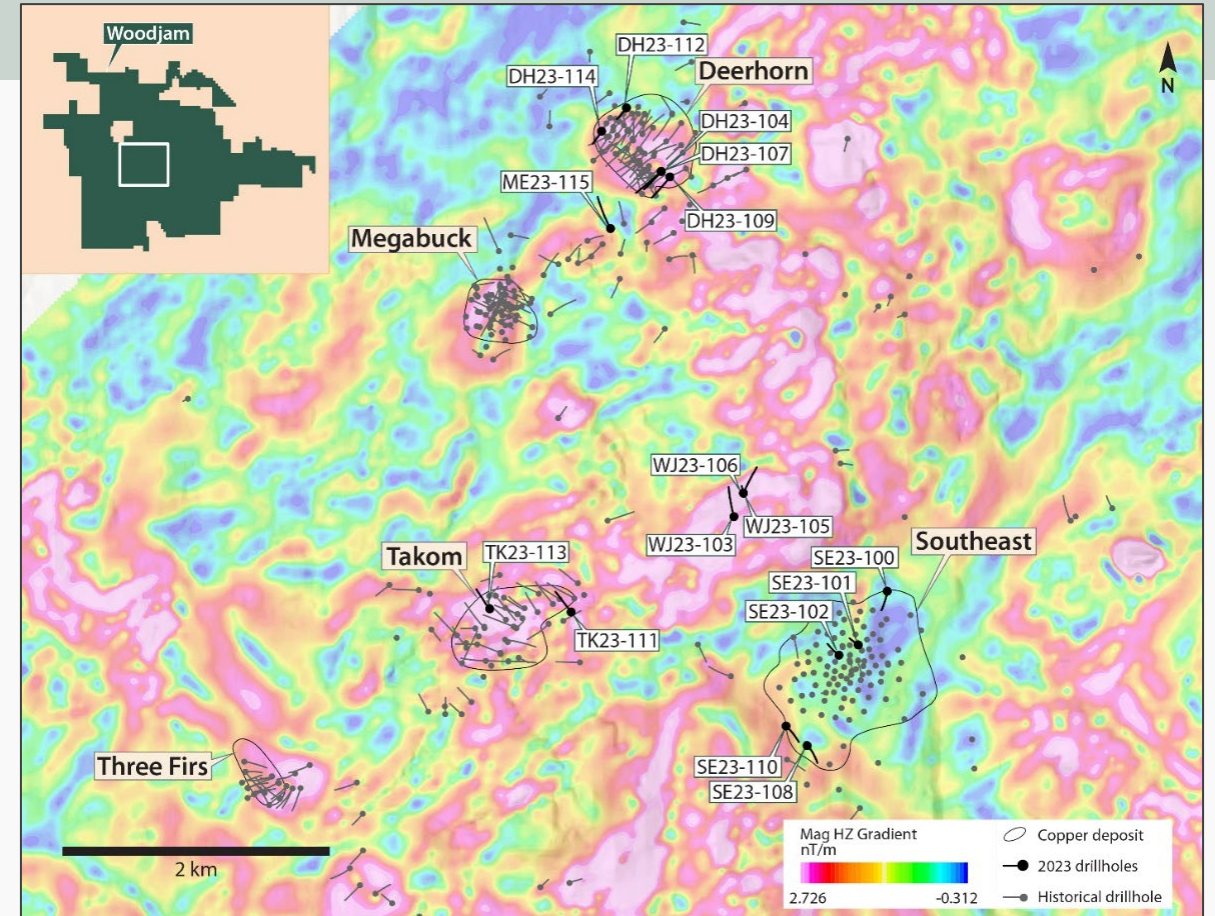 Woodjam
N
DH23-112
DH23-114
Deerhorn
DH23-104
DH23-107
ME23-115
DH23-109
Megabuck
WJ23-106
WJ23-105
WJ23-103
Takom
TK23-113
Southeast
SE23-100
SE23-101
SE23-102
TK23-111
Three Firs
SE23-110
SE23-108
2 km
Mag HZ Gradient
nT/m
2.726
-0.312
Copper deposit
2023 drillholes
Historical drillhole